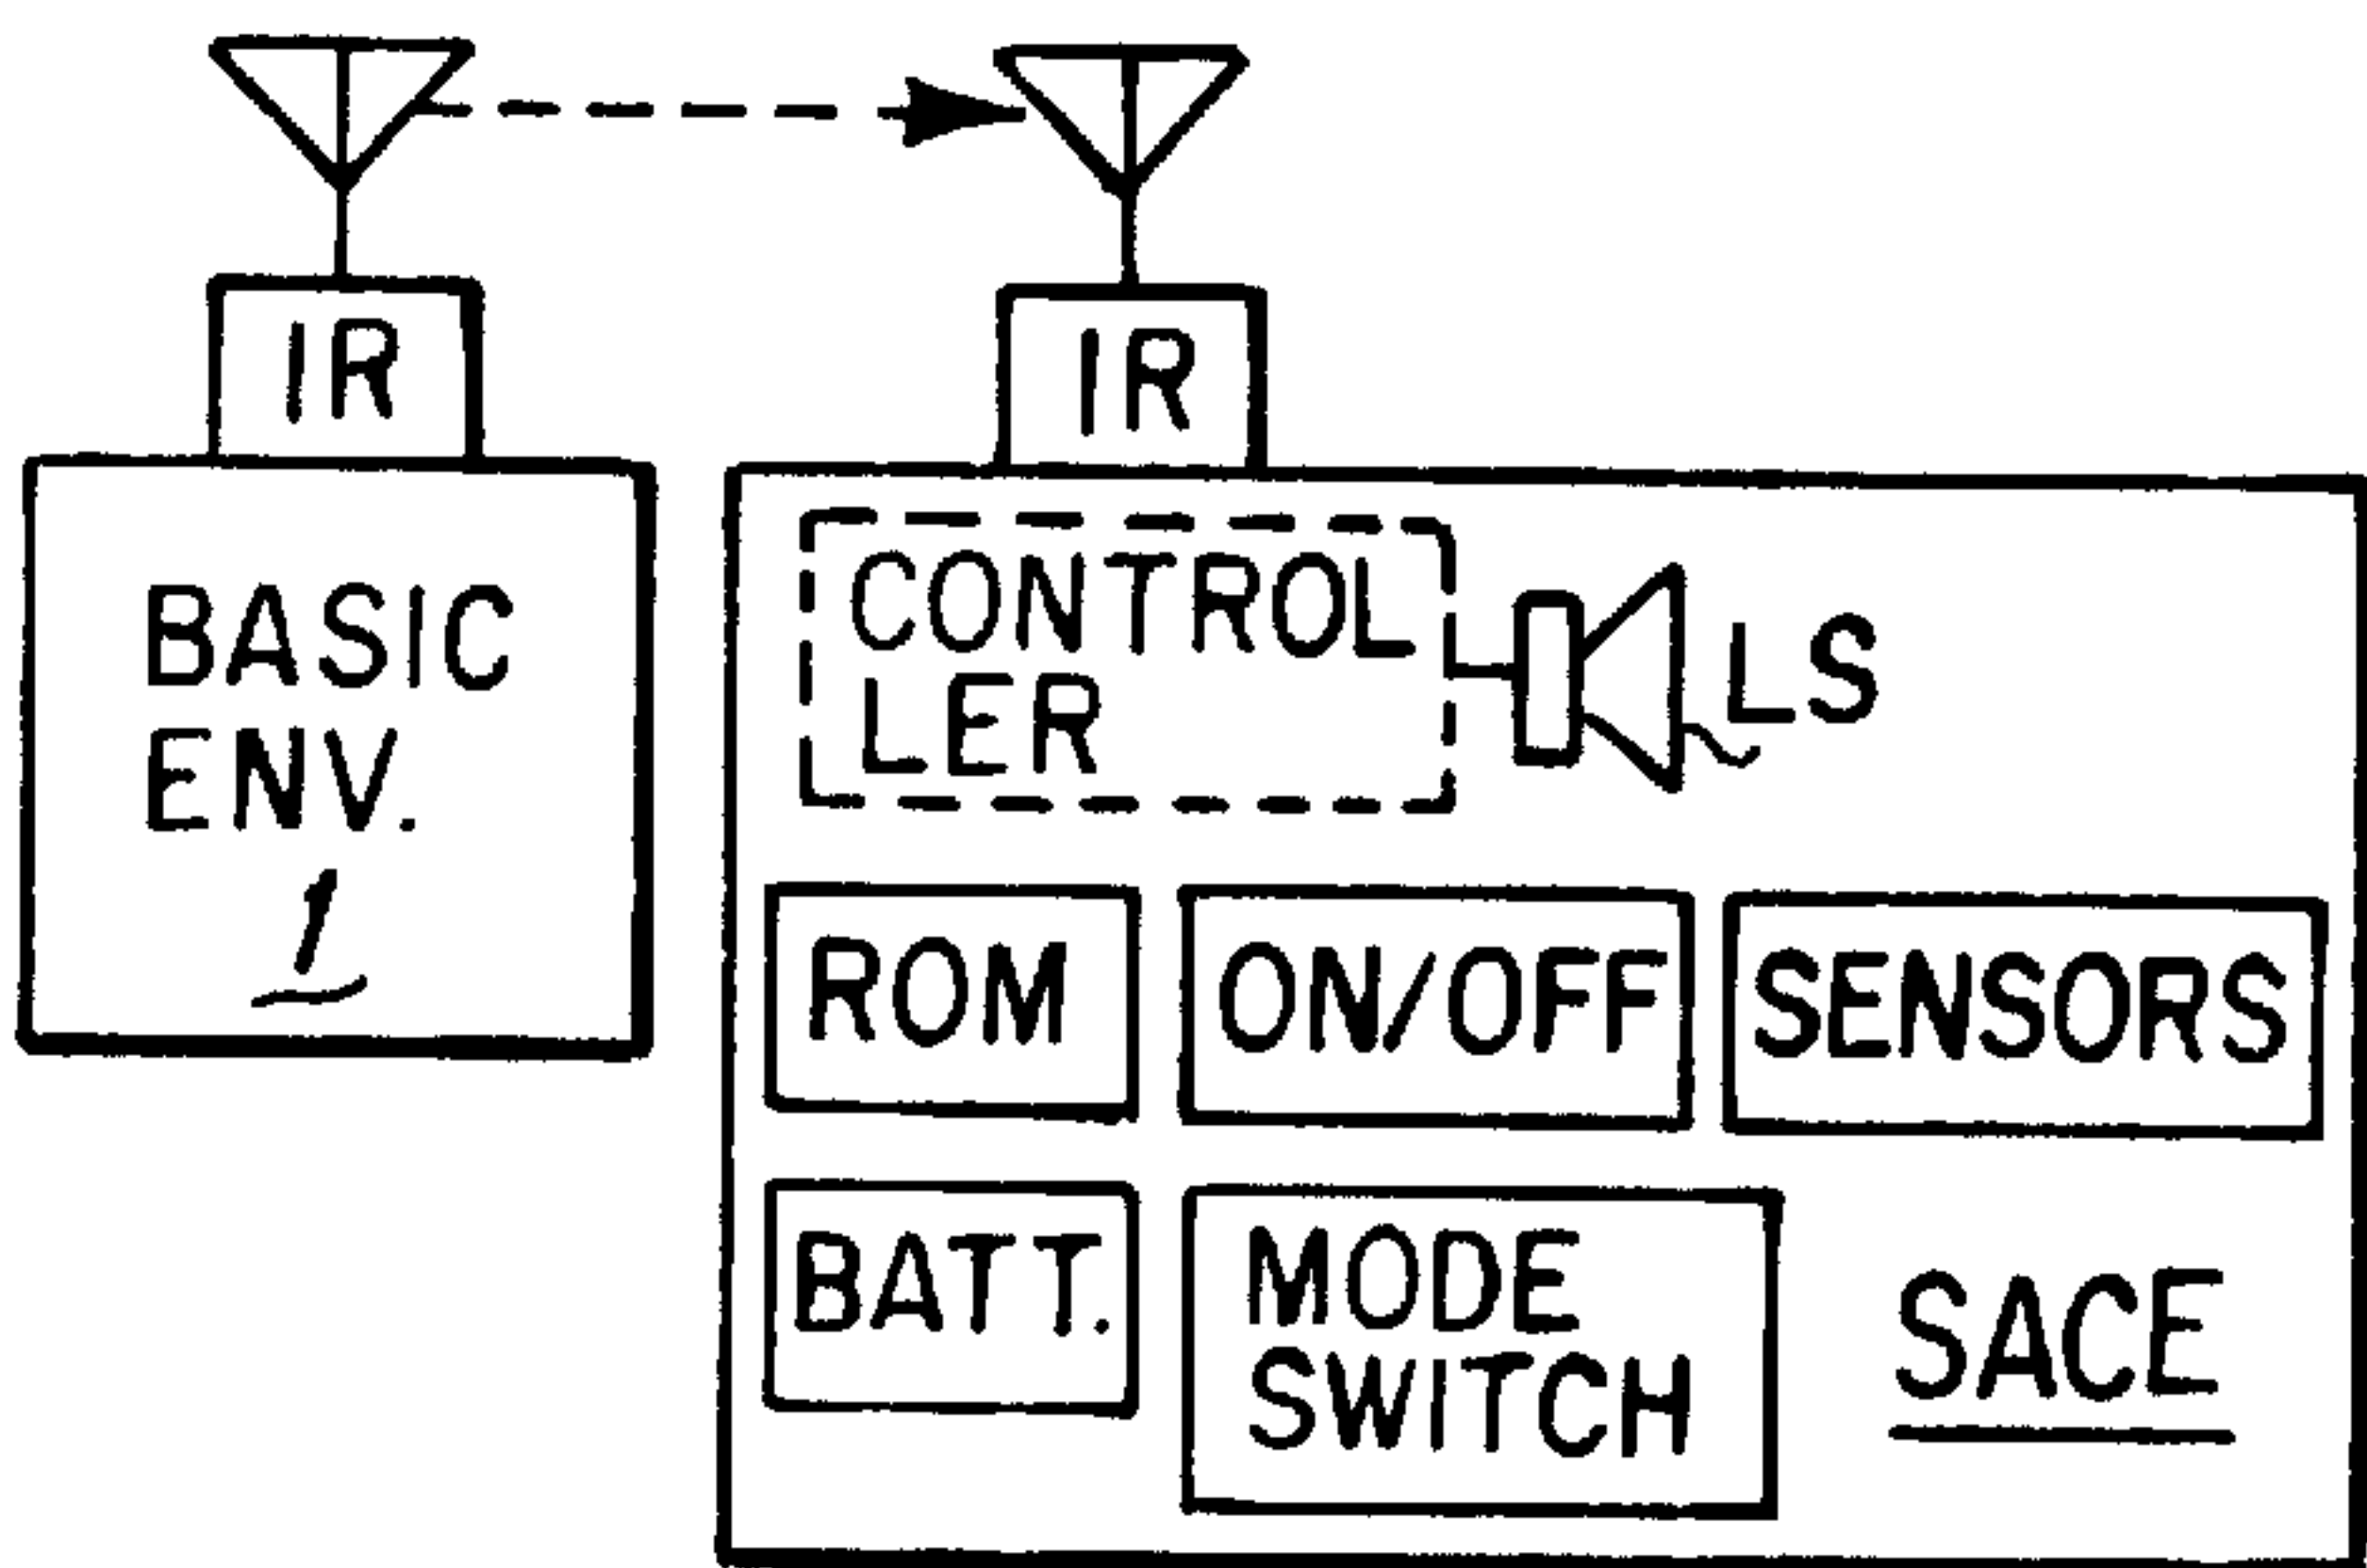 IR
IR
BASIC
ENV.
1
CONTROL
LER
LS
ROM
ON/OFF
SENSORS
BATT.
MODE
SWITCH
SACE